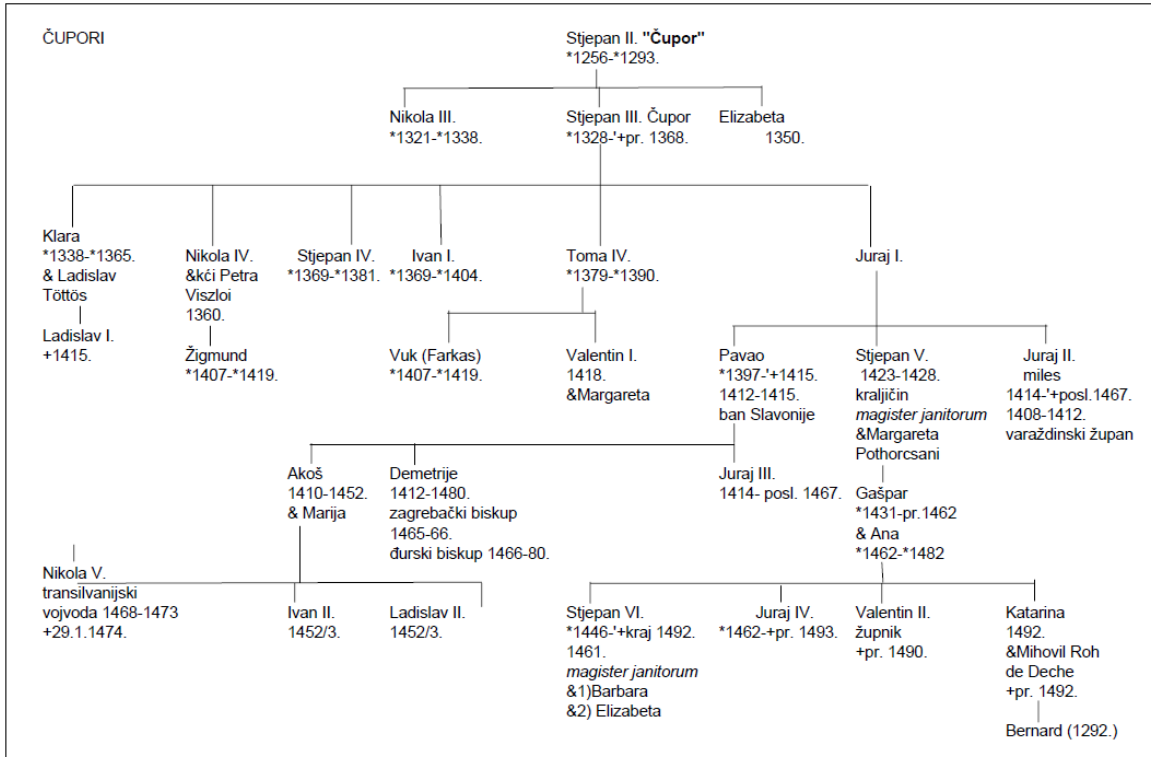 ČUPORI
Stjepan II. "Čupor"
*1256-*1293.
Nikola III.
*1321-*1338.
Stjepan III. Čupor
*1328-'+pr. 1368.
Elizabeta
1350.
Klara
*1338-*1365.
& Ladislav
Töttös
Ladislav I.
+1415.
Nikola IV.
&kći Petra
Viszloi
1360.
Žigmund
*1407-*1419.
Stjepan IV.
*1369-*1381.
Ivan I.
*1369-*1404.
Toma IV.
*1379-*1390.
Juraj I.
Vuk (Farkas)
*1407-*1419.
Valentin I.
1418.
&Margareta
Pavao
*1397-'+1415.
1412-1415.
ban Slavonije
Stjepan V.
1423-1428.
kraljičin
magister janitorum
&Margareta
Pothorcsani
Juraj II.
miles
1414-'+posl.1467.
1408-1412.
varaždinski župan
Akoš
1410-1452.
& Marija
Demetrije
1412-1480.
zagrebački biskup
1465-66.
đurski biskup 1466-80.
Juraj III.
1414- posl. 1467.
Gašpar
*1431-pr.1462
& Ana
*1462-*1482
Nikola V.
transilvanijski
vojvoda 1468-1473
+29.1.1474.
Ivan II.
1452/3.
Ladislav II.
1452/3.
Stjepan VI.
*1446-'+kraj 1492.
1461.
magister janitorum
&1)Barbara
&2) Elizabeta
Juraj IV.
*1462-+pr. 1493.
Valentin II.
župnik
+pr. 1490.
Katarina
1492.
&Mihovil Roh
de Deche
+pr. 1492.
Bernard (1292.)